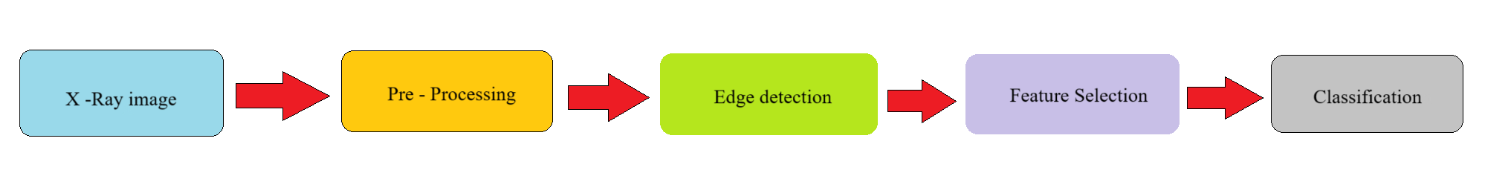 X -Ray image
Pre - Processing
Edge detection
Feature Selection
Classification